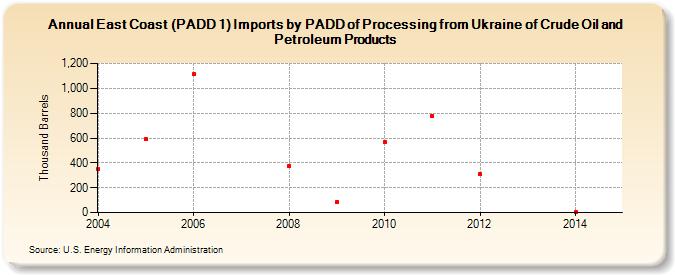 Annual East Coast (PADD 1) Imports by PADD of Processing from Ukraine of Crude Oil and
Petroleum Products
Thousand Barrels
1,200
1,000
800
600
400
200
0
2004 2006 2008 2010 2012 2014
Source: U.S. Energy Information Administration